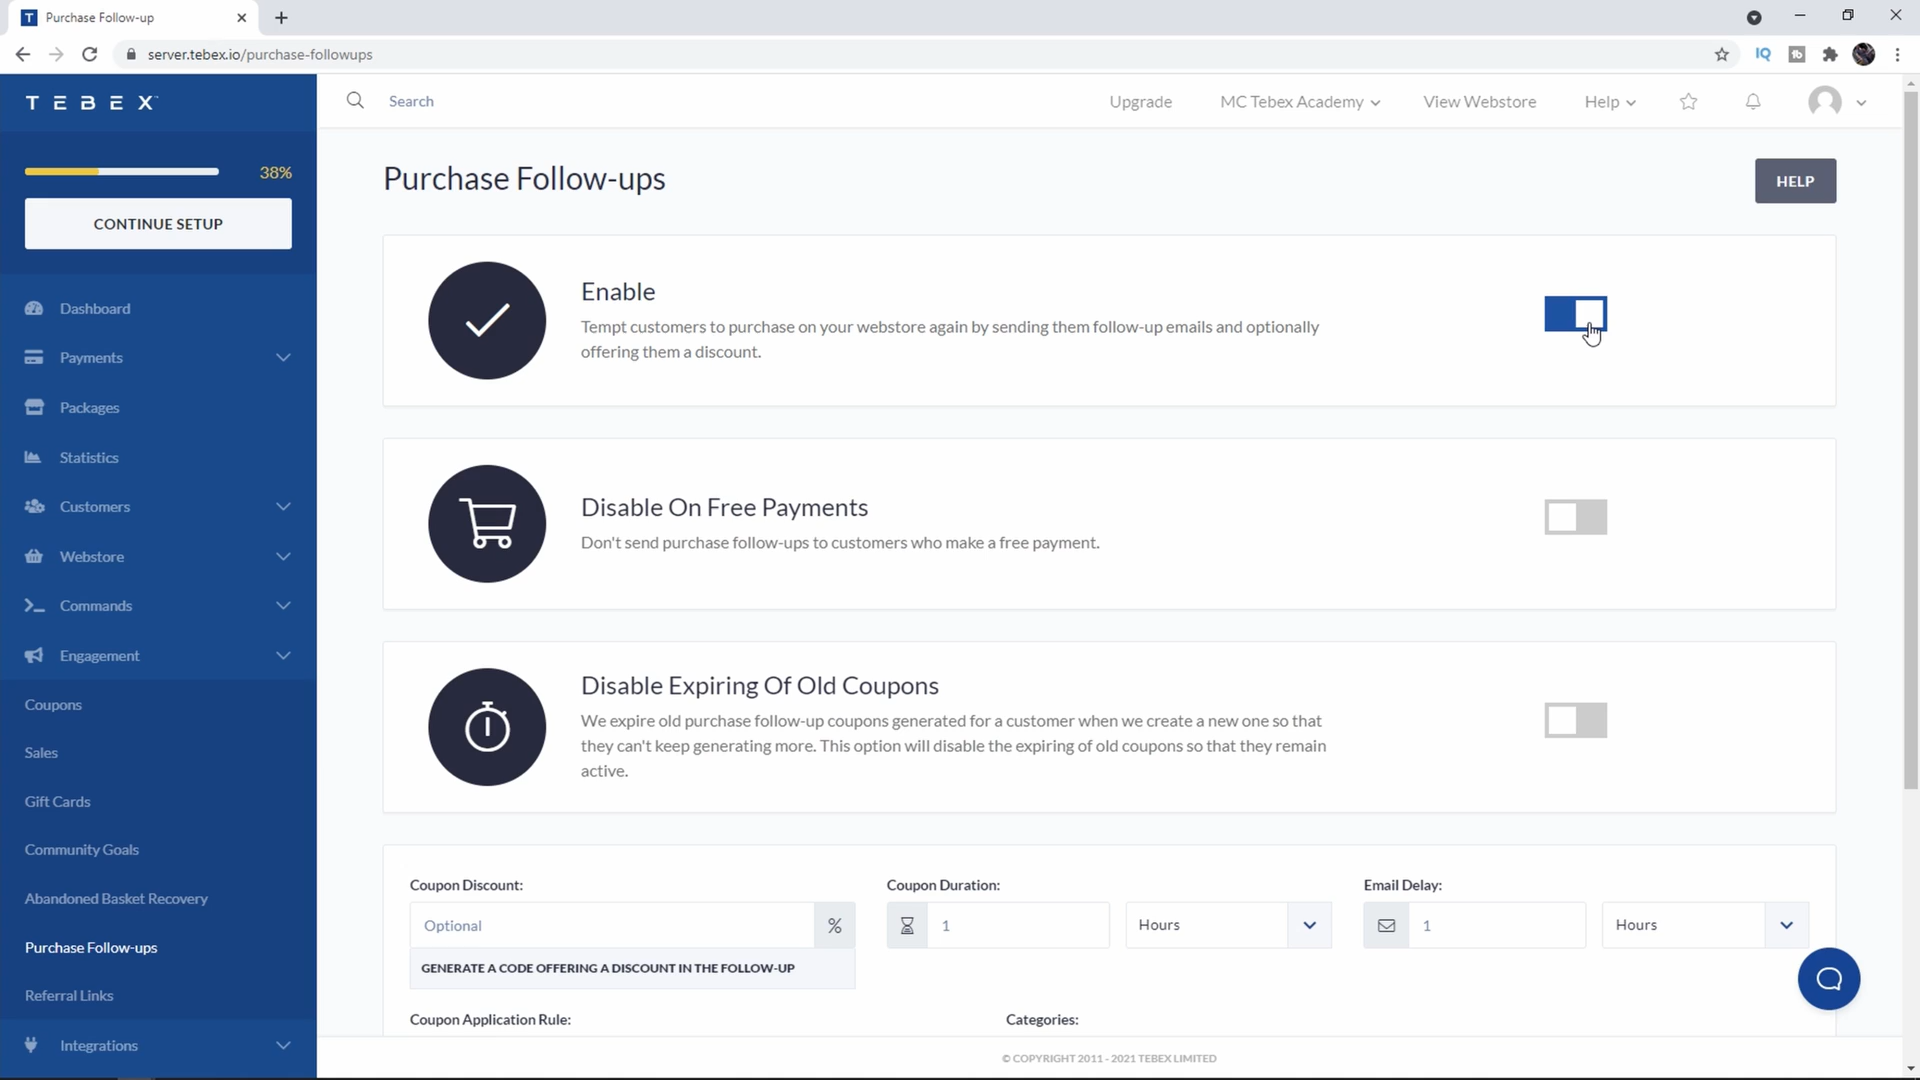 Purchase Follow-up
server.tebex.io/purchase-followups
TEBEX™
Search
Upgrade
MC Tebex Academy
View Webstore
Help
38%
CONTINUE SETUP
Dashboard
Payments
Packages
Statistics
Customers
Webstore
Commands
Engagement
Coupons
Sales
Gift Cards
Community Goals
Abandoned Basket Recovery
Purchase Follow-ups
Referral Links
Integrations
Purchase Follow-ups
HELP
Enable
Tempt customers to purchase on your webstore again by sending them follow-up emails and optionally
offering them a discount.
Disable On Free Payments
Don't send purchase follow-ups to customers who make a free payment.
Disable Expiring Of Old Coupons
We expire old purchase follow-up coupons generated for a customer when we create a new one so that
they can't keep generating more. This option will disable the expiring of old coupons so that they remain
active.
Coupon Discount:
Optional
%
GENERATE A CODE OFFERING A DISCOUNT IN THE FOLLOW-UP
Coupon Duration:
1
Hours
Email Delay:
1
Hours
Coupon Application Rule:
Categories:
© COPYRIGHT 2011 - 2021 TEBEX LIMITED
T
IQ
tb